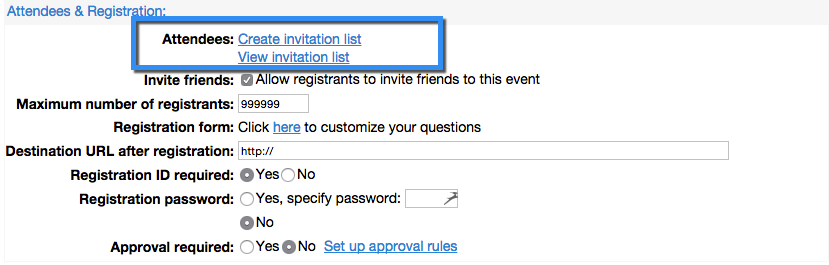 Attendees & Registration:
Attendees: Create invitation list
View invitation list
Invite friends: Allow registrants to invite friends to this event
Maximum number of registrants: 999999
Registration form: Click here to customize your questions
Destination URL after registration: http://
Registration ID required: Yes No
Registration password: Yes, specify password:
No
Approval required: Yes No Set up approval rules